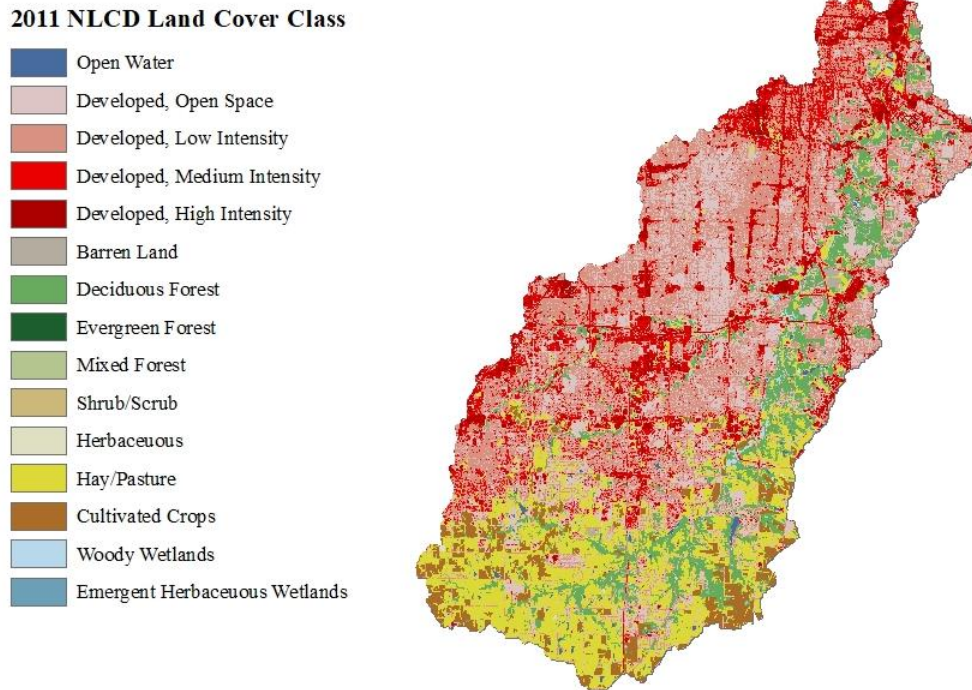 2011 NLCD Land Cover Class
Open Water
Developed, Open Space
Developed, Low Intensity
Developed, Medium Intensity
Developed, High Intensity
Barren Land
Deciduous Forest
Evergreen Forest
Mixed Forest
Shrub/Scrub
Herbaceuous
Hay/Pasture
Cultivated Crops
Woody Wetlands
Emergent Herbaceuous Wetlands